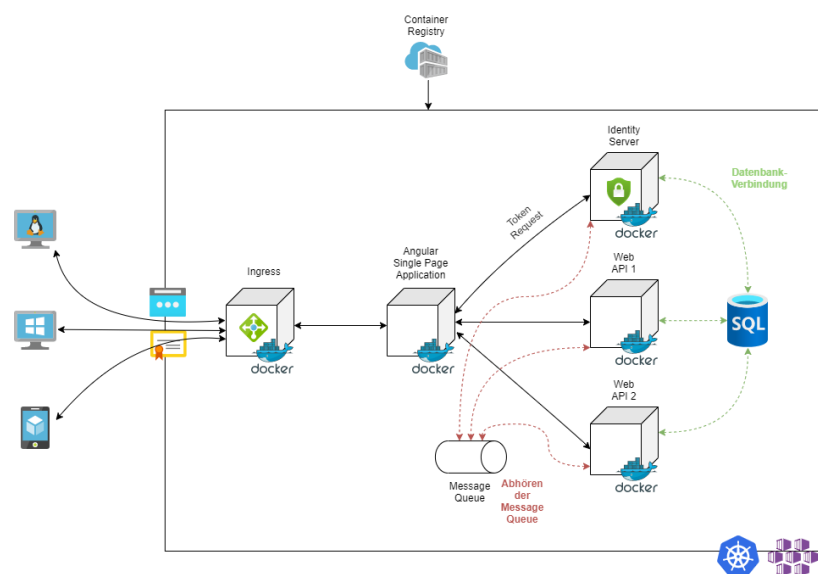 Container
Registry
Identity
Server
Datenbank-
Verbindung
docker
Token
Request
Ingress
Angular
Single Page
Application
Web
API 1
docker
docker
docker
SQL
Web
API 2
docker
Message
Queue
Abhören
der
Message
Queue